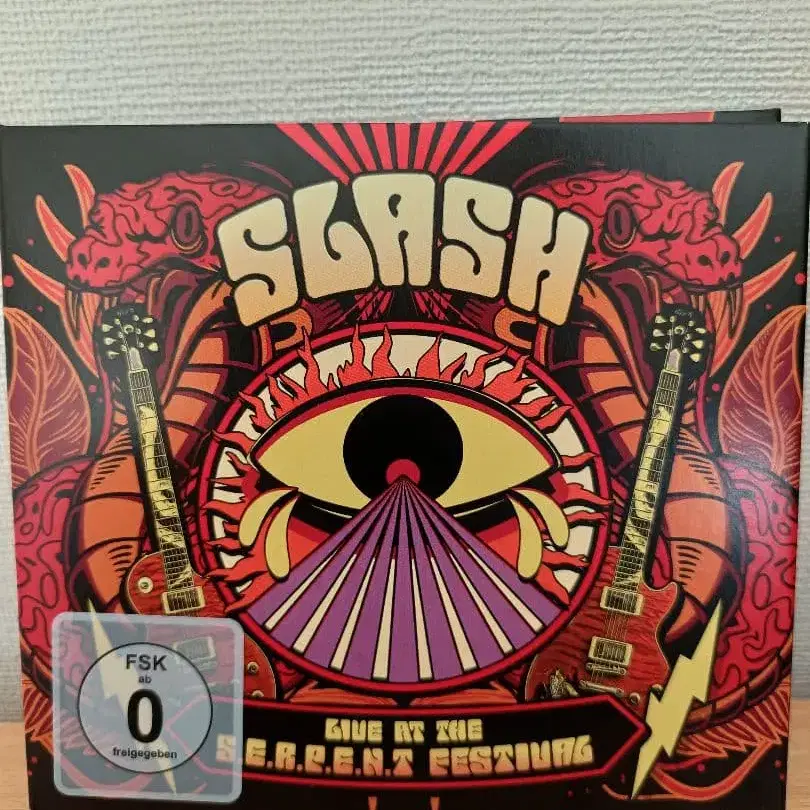 SLASH
LIVE AT THE
S.E.R.P.E.N.T FESTIVAL
FSK
ab
0
freigegeben